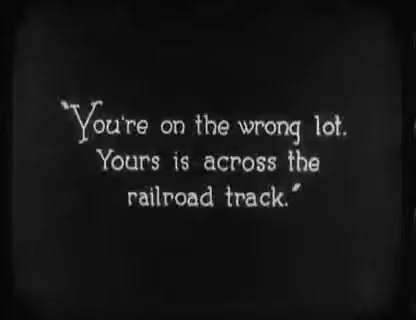 "You're on the wrong lot.
Yours is across the
railroad track."